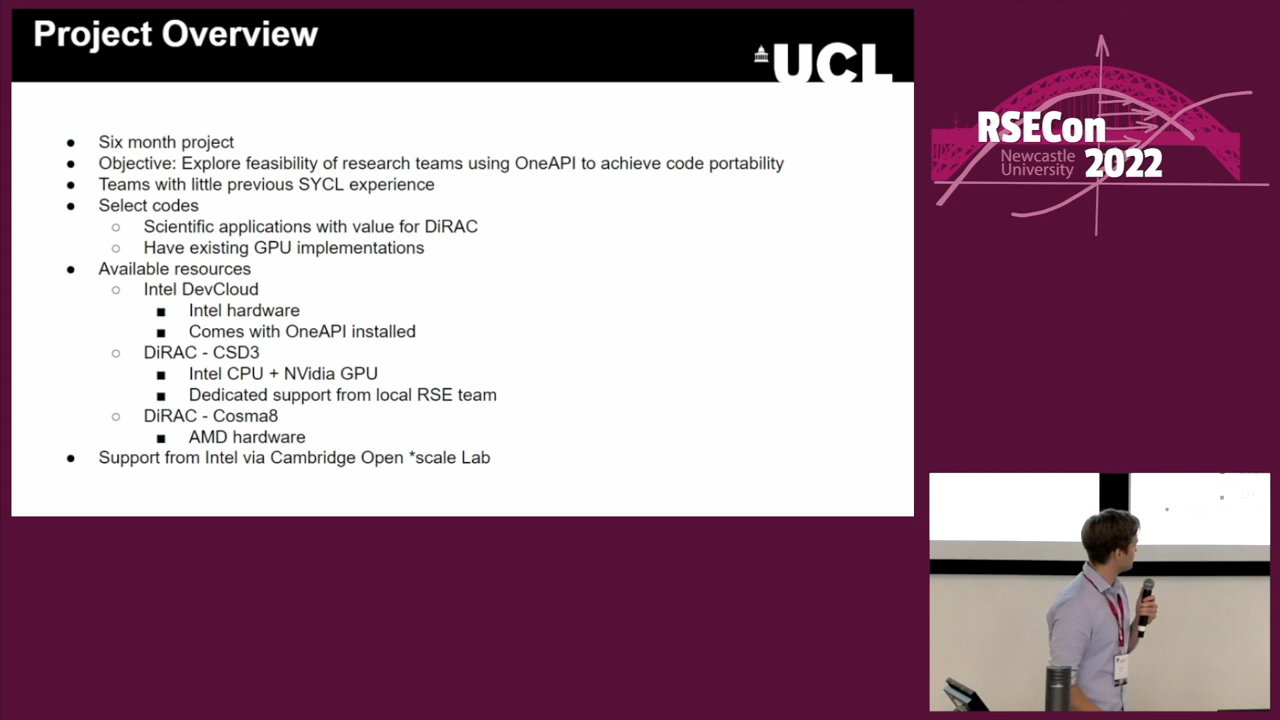 Project Overview
UCL
Six month project
Objective: Explore feasibility of research teams using OneAPI to achieve code portability
Teams with little previous SYCL experience
Select codes
Scientific applications with value for DiRAC
Have existing GPU implementations
Available resources
Intel DevCloud
Intel hardware
Comes with OneAPI installed
DiRAC - CSD3
Intel CPU + NVidia GPU
Dedicated support from local RSE team
DiRAC - Cosma8
AMD hardware
Support from Intel via Cambridge Open *scale Lab
RSECon
Newcastle
University 2022